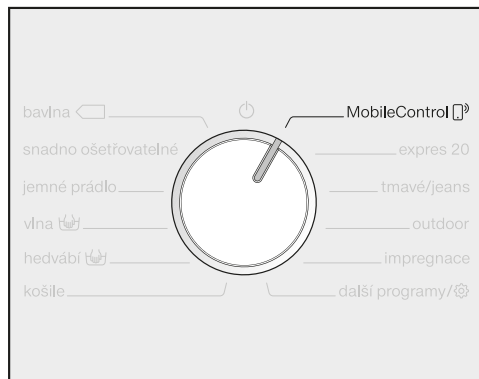 bavlna
snadno ošetřovatelné
jemné prádlo
vlna
hedvábí
košile
MobileControl
expres 20
tmavé/jeans
outdoor
impregnace
další programy/